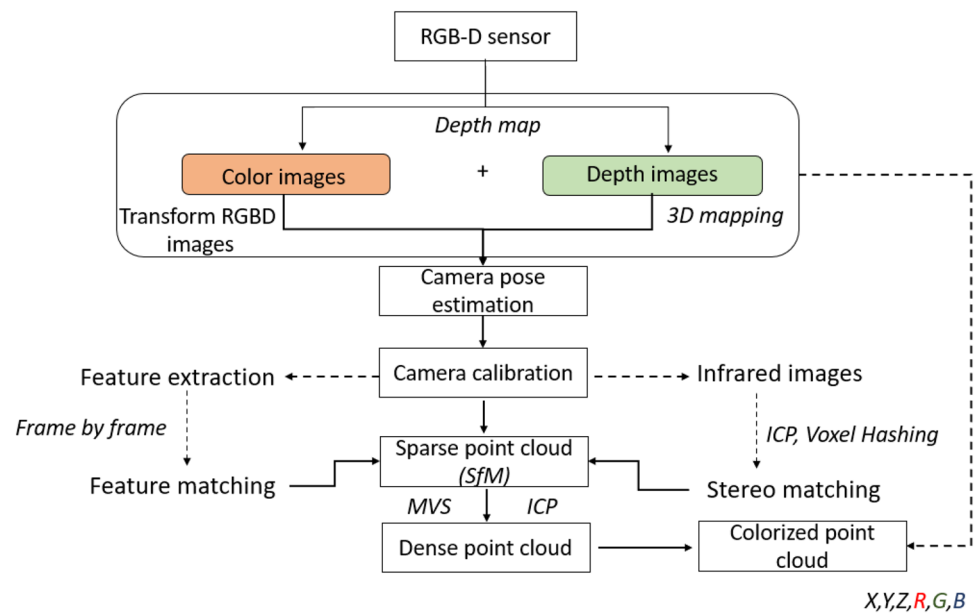 RGB-D sensor
Depth map
Color images
+
Depth images
Transform RGBD
images
3D mapping
Camera pose
estimation
Feature extraction
Camera calibration
Infrared images
Frame by frame
ICP, Voxel Hashing
Sparse point cloud
(SfM)
Feature matching
Stereo matching
MVS
ICP
Dense point cloud
Colorized point
cloud
X,Y,Z,R,G,B